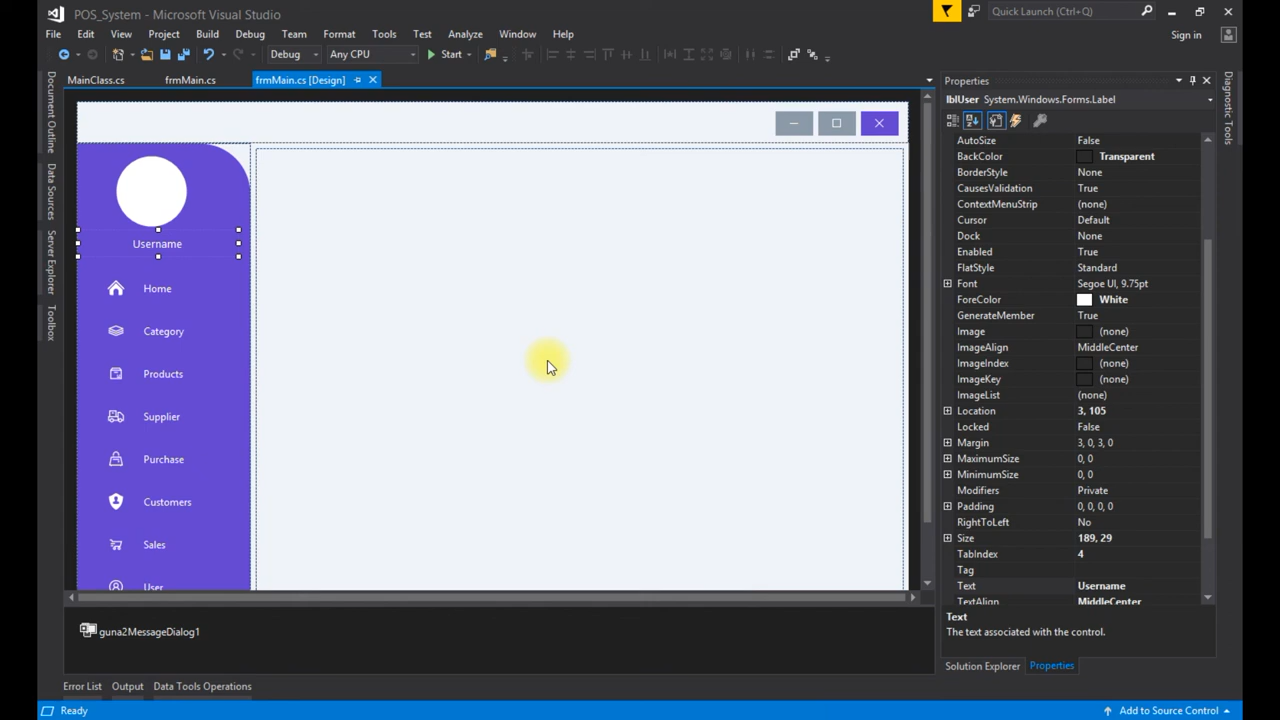 POS_System - Microsoft Visual Studio
Quick Launch (Ctrl+Q)
File Edit View Project Build Debug Team Format Tools Test Analyze Window Help
Sign in
Debug Any CPU Start
MainClass.cs frmMain.cs frmMain.cs [Design]
Document Outline
Data Sources
Server Explorer
Toolbox
Username
Home
Category
Products
Supplier
Purchase
Customers
Sales
User
guna2MessageDialog1
Properties
lblUser System.Windows.Forms.Label
AutoSize False
BackColor Transparent
BorderStyle None
CausesValidation True
ContextMenuStrip (none)
Cursor Default
Dock None
Enabled True
FlatStyle Standard
Font Segoe UI, 9.75pt
ForeColor White
GenerateMember True
Image (none)
ImageAlign MiddleCenter
ImageIndex (none)
ImageKey (none)
ImageList (none)
Location 3, 105
Locked False
Margin 3, 0, 3, 0
MaximumSize 0, 0
MinimumSize 0, 0
Modifiers Private
Padding 0, 0, 0, 0
RightToLeft No
Size 189, 29
TabIndex 4
Tag
Text Username
TextAlign MiddleCenter
Text
The text associated with the control.
Solution Explorer Properties
Diagnostic Tools
Error List Output Data Tools Operations
Ready
Add to Source Control